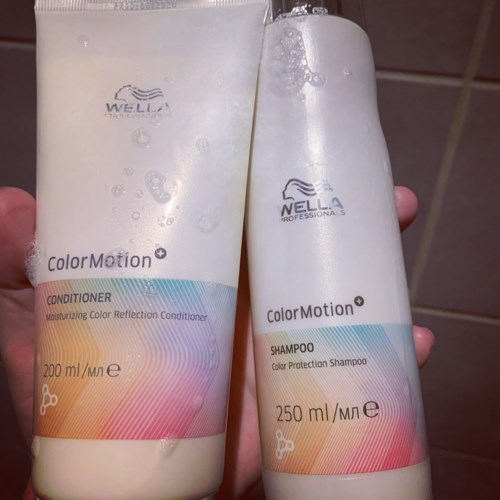 WELLA
PROFESSIONALS
ColorMotion+
CONDITIONER
Moisturizing Color Reflection Conditioner
200 ml/мл e
WELLA
PROFESSIONALS
ColorMotion+
SHAMPOO
Color Protection Shampoo
250 ml/мл e